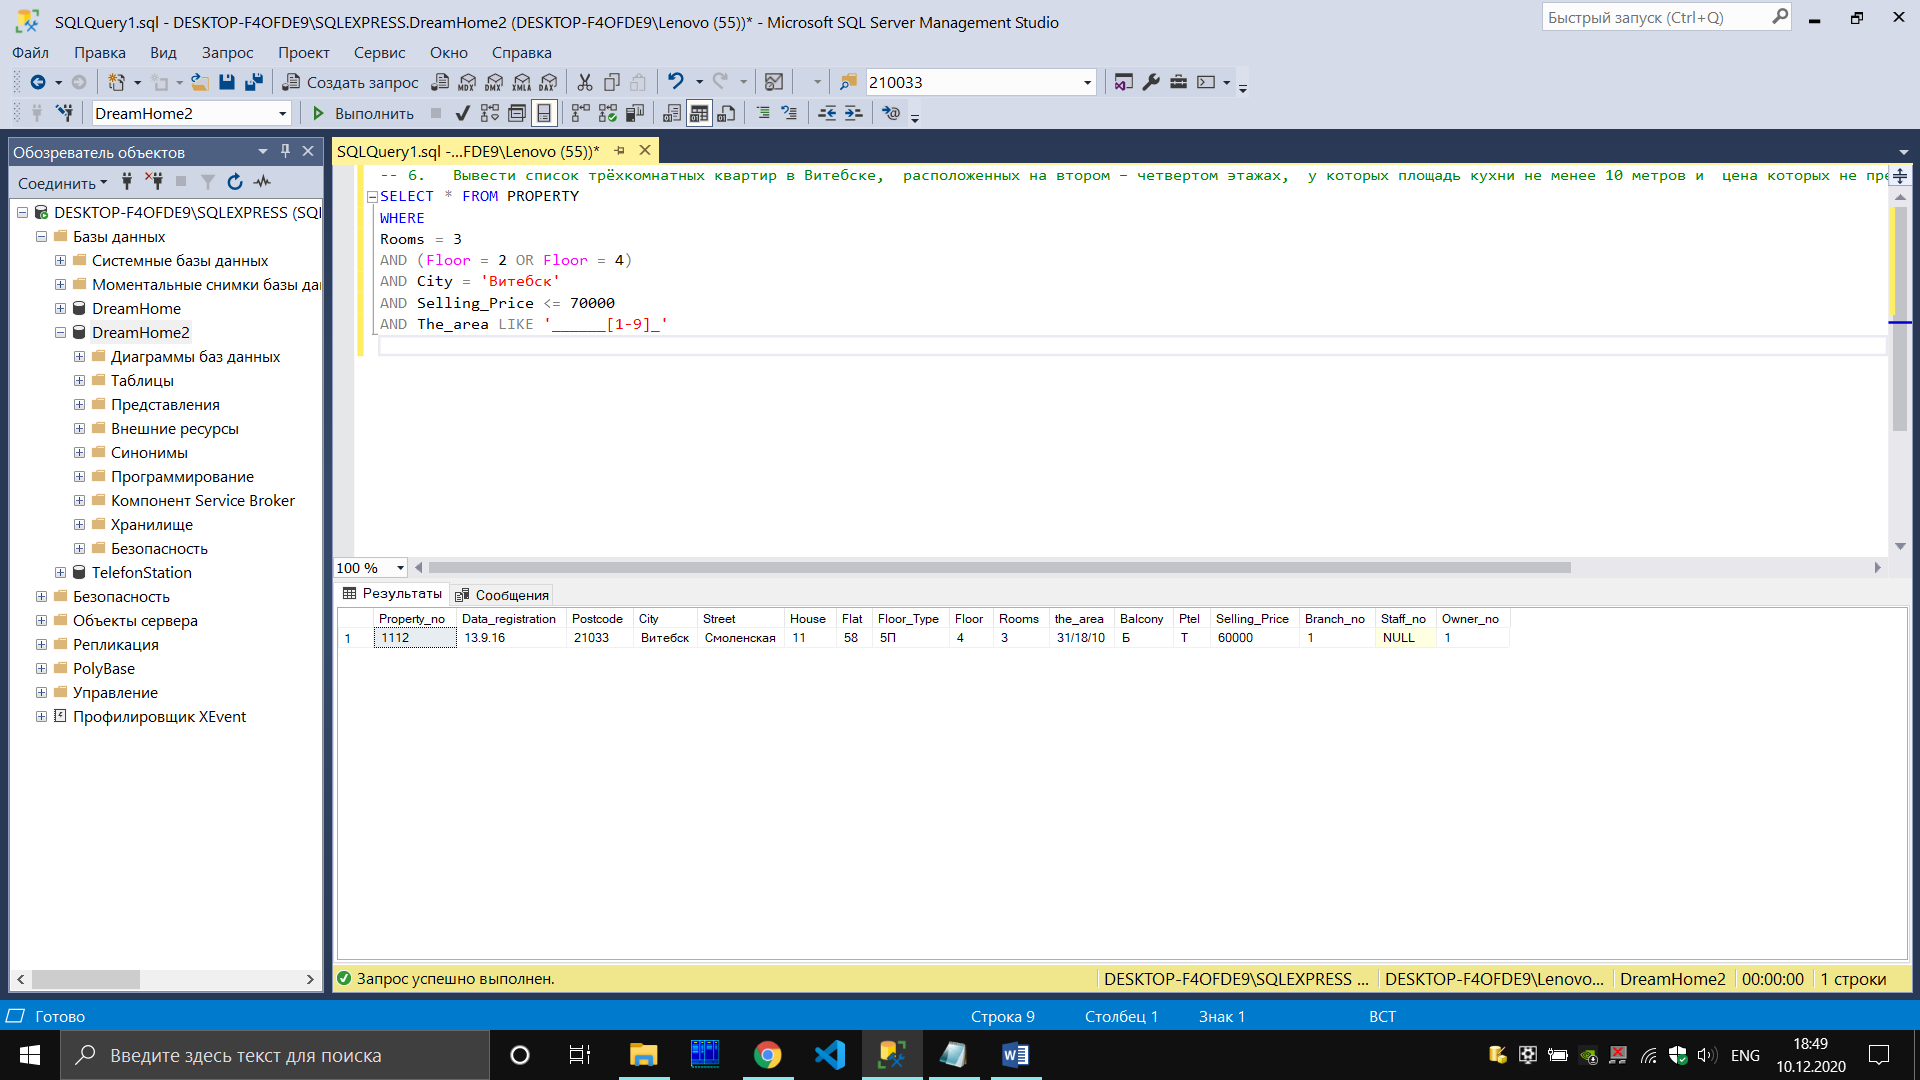 SQLQuery1.sql - DESKTOP-F4OFDE9\SQLEXPRESS.DreamHome2 (DESKTOP-F4OFDE9\Lenovo (55))* - Microsoft SQL Server Management Studio
Быстрый запуск (Ctrl+Q)
Файл Правка Вид Запрос Проект Сервис Окно Справка
Создать запрос MDX DMX XMLA DAX 210033
DreamHome2 Выполнить
Обозреватель объектов
SQLQuery1.sql -...FDE9\Lenovo (55))*
Соединить
DESKTOP-F4OFDE9\SQLEXPRESS (SQl
Базы данных
Системные базы данных
Моментальные снимки базы да
DreamHome
DreamHome2
Диаграммы баз данных
Таблицы
Представления
Внешние ресурсы
Синонимы
Программирование
Компонент Service Broker
Хранилище
Безопасность
TelefonStation
Безопасность
Объекты сервера
Репликация
PolyBase
Управление
Профилировщик XEvent
-- 6. Вывести список трёхкомнатных квартир в Витебске, расположенных на втором – четвертом этажах, у которых площадь кухни не менее 10 метров и цена которых не пре
SELECT * FROM PROPERTY
WHERE
Rooms = 3
AND (Floor = 2 OR Floor = 4)
AND City = 'Витебск'
AND Selling_Price <= 70000
AND The_area LIKE '______[1-9]_'
100 %
Результаты Сообщения
Property_no Data_registration Postcode City Street House Flat Floor_Type Floor Rooms the_area Balcony Ptel Selling_Price Branch_no Staff_no Owner_no
1 1112 13.9.16 21033 Витебск Смоленская 11 58 5П 4 3 31/18/10 Б Т 60000 1 NULL 1
Запрос успешно выполнен. DESKTOP-F4OFDE9\SQLEXPRESS ... DESKTOP-F4OFDE9\Lenovo... DreamHome2 00:00:00 1 строки
Готово Строка 9 Столбец 1 Знак 1 ВСТ
Введите здесь текст для поиска
ENG
18:49
10.12.2020